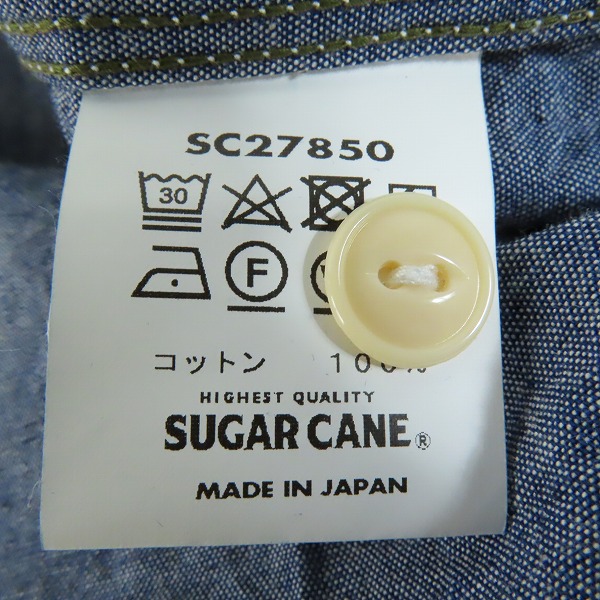 SC27850
30
F
コットン 100%
HIGHEST QUALITY
SUGAR CANE®
MADE IN JAPAN